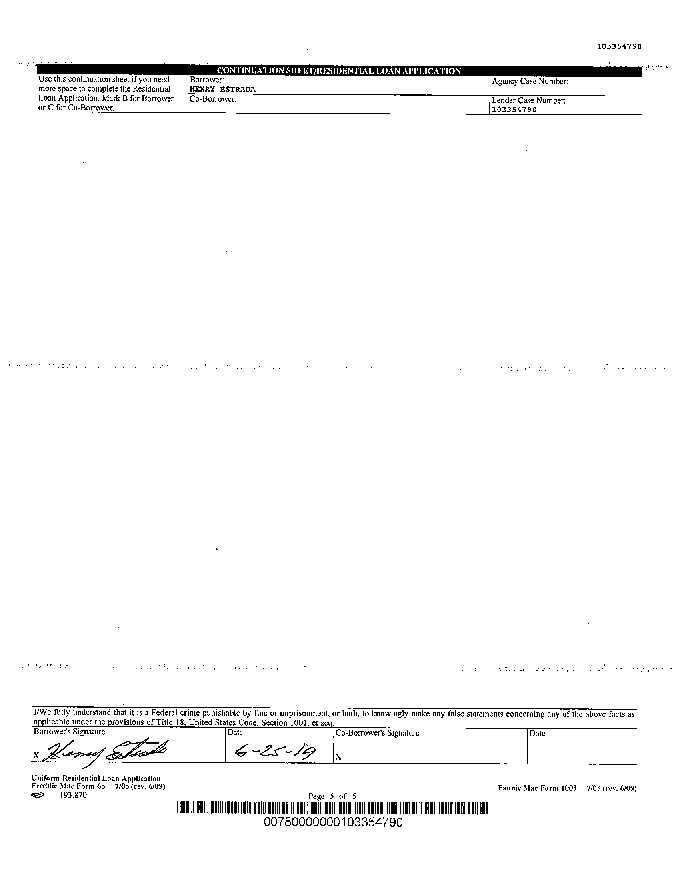 103354790
CONTINUATION SHEET/RESIDENTIAL LOAN APPLICATION
Use this continuation sheet if you need
more space to complete the Residential
Loan Application. Mark B for Borrower
or C for Co-Borrower.
Borrower:
HENRY ESTRADA
Co-Borrower:
Agency Case Number:
Lender Case Number:
103354790
I/We fully understand that it is a Federal crime punishable by fine or imprisonment, or both, to knowingly make any false statements concerning any of the above facts as
applicable under the provisions of Title 18, United States Code, Section 1001, et seq.
Borrower's Signature
Date
Co-Borrower's Signature
Date
X Henry Estrada
6-25-19
X
Uniform Residential Loan Application
Freddie Mac Form 65 7/05 (rev. 6/09)
Fannie Mae Form 1003 7/05 (rev. 6/09)
Page 5 of 5